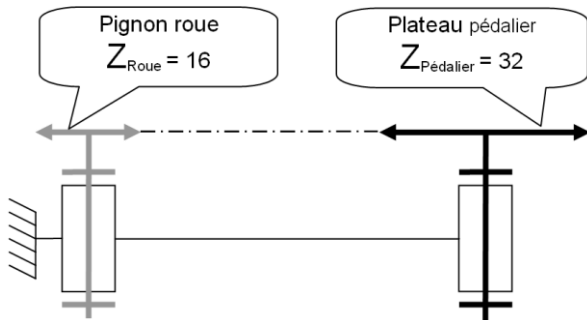 Pignon roue
ZRoue = 16
Plateau pédalier
ZPédalier = 32